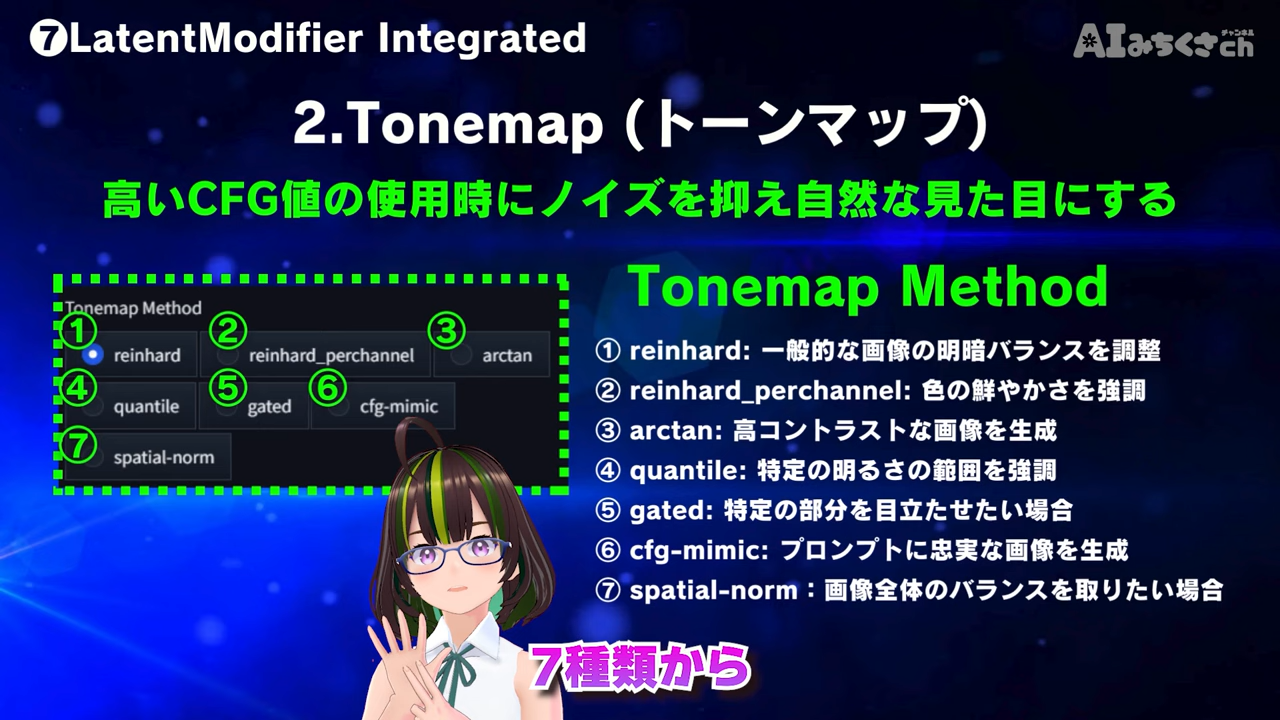 ❼LatentModifier Integrated
AIみちくさch
チャンネル
2.Tonemap（トーンマップ）
高いCFG値の使用時にノイズを抑え自然な見た目にする
Tonemap Method
① reinhard
② reinhard_perchannel
③ arctan
④ quantile
⑤ gated
⑥ cfg-mimic
⑦ spatial-norm
Tonemap Method
① reinhard: 一般的な画像の明暗バランスを調整
② reinhard_perchannel: 色の鮮やかさを強調
③ arctan: 高コントラストな画像を生成
④ quantile: 特定の明るさの範囲を強調
⑤ gated: 特定の部分を目立たせたい場合
⑥ cfg-mimic: プロンプトに忠実な画像を生成
⑦ spatial-norm：画像全体のバランスを取りたい場合
7種類から